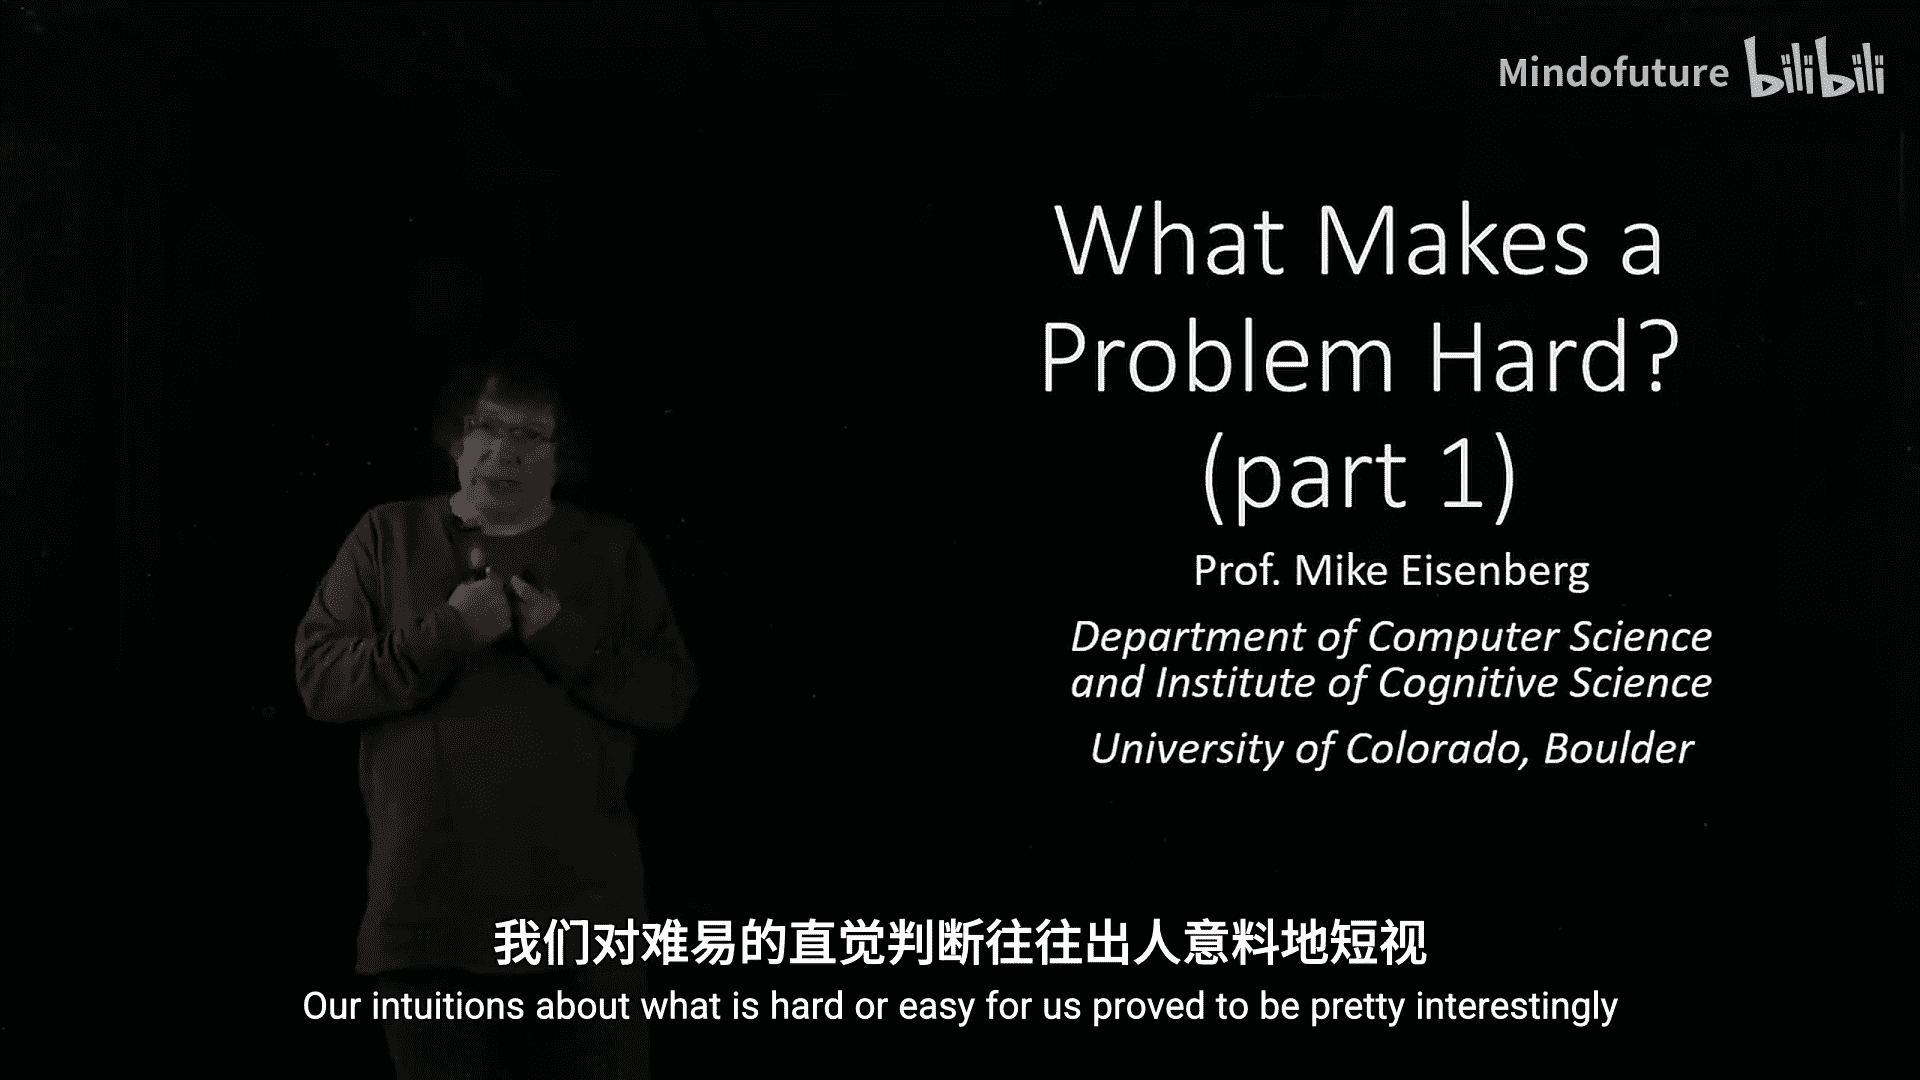 Mindofuture bilibili
What Makes a
Problem Hard?
(part 1)
Prof. Mike Eisenberg
Department of Computer Science
and Institute of Cognitive Science
University of Colorado, Boulder
我们对难易的直觉判断往往出人意料地短视
Our intuitions about what is hard or easy for us proved to be pretty interestingly